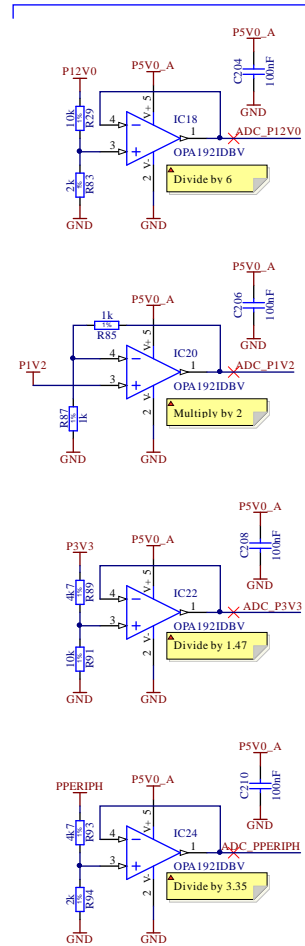 P5V0_A
C204
100nF
GND
P12V0
P5V0_A
10k
1%
R29
IC18
4
5
V+
1
ADC_P12V0
3
2
V-
OPA192IDBV
2k
R83
Divide by 6
GND
GND
P5V0_A
C206
100nF
GND
P5V0_A
1k
1%
R85
IC20
4
5
V+
1
ADC_P1V2
P1V2
3
2
V-
OPA192IDBV
R87
1%
1k
Multiply by 2
GND
GND
P5V0_A
C208
100nF
GND
P3V3
P5V0_A
4k7
1%
R89
IC22
4
5
V+
1
ADC_P3V3
3
2
V-
OPA192IDBV
10k
1%
R91
Divide by 1.47
GND
GND
P5V0_A
C210
100nF
GND
PPERIPH
P5V0_A
4k7
1%
R93
IC24
4
5
V+
1
ADC_PPERIPH
3
2
V-
OPA192IDBV
2k
1%
R94
Divide by 3.35
GND
GND